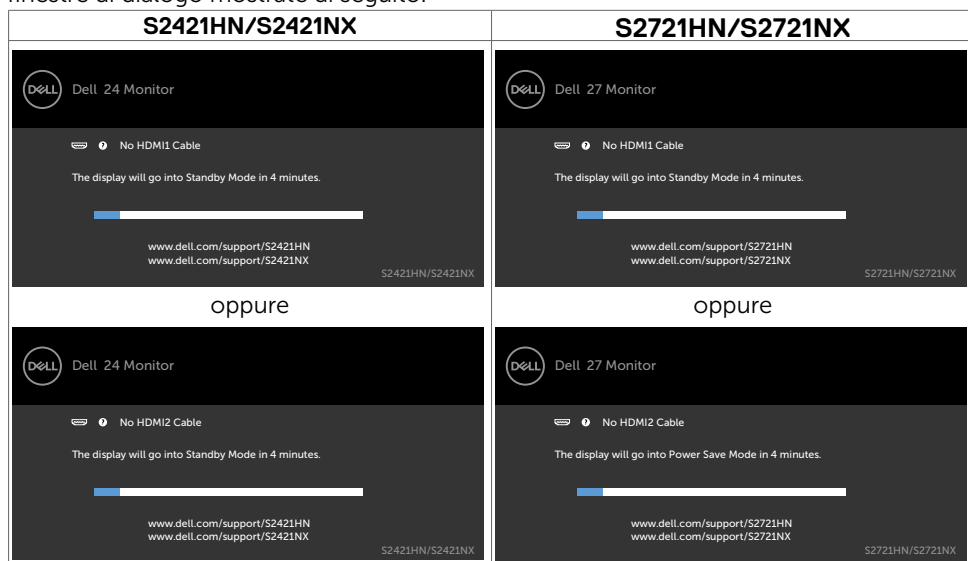 finestre di dialogo mostrate di seguito.
S2421HN/S2421NX
S2721HN/S2721NX
DELL
Dell 24 Monitor
No HDMI1 Cable
The display will go into Standby Mode in 4 minutes.
www.dell.com/support/S2421HN
www.dell.com/support/S2421NX
S2421HN/S2421NX
DELL
Dell 27 Monitor
No HDMI1 Cable
The display will go into Standby Mode in 4 minutes.
www.dell.com/support/S2721HN
www.dell.com/support/S2721NX
S2721HN/S2721NX
oppure
oppure
DELL
Dell 24 Monitor
No HDMI2 Cable
The display will go into Standby Mode in 4 minutes.
www.dell.com/support/S2421HN
www.dell.com/support/S2421NX
S2421HN/S2421NX
DELL
Dell 27 Monitor
No HDMI2 Cable
The display will go into Power Save Mode in 4 minutes.
www.dell.com/support/S2721HN
www.dell.com/support/S2721NX
S2721HN/S2721NX